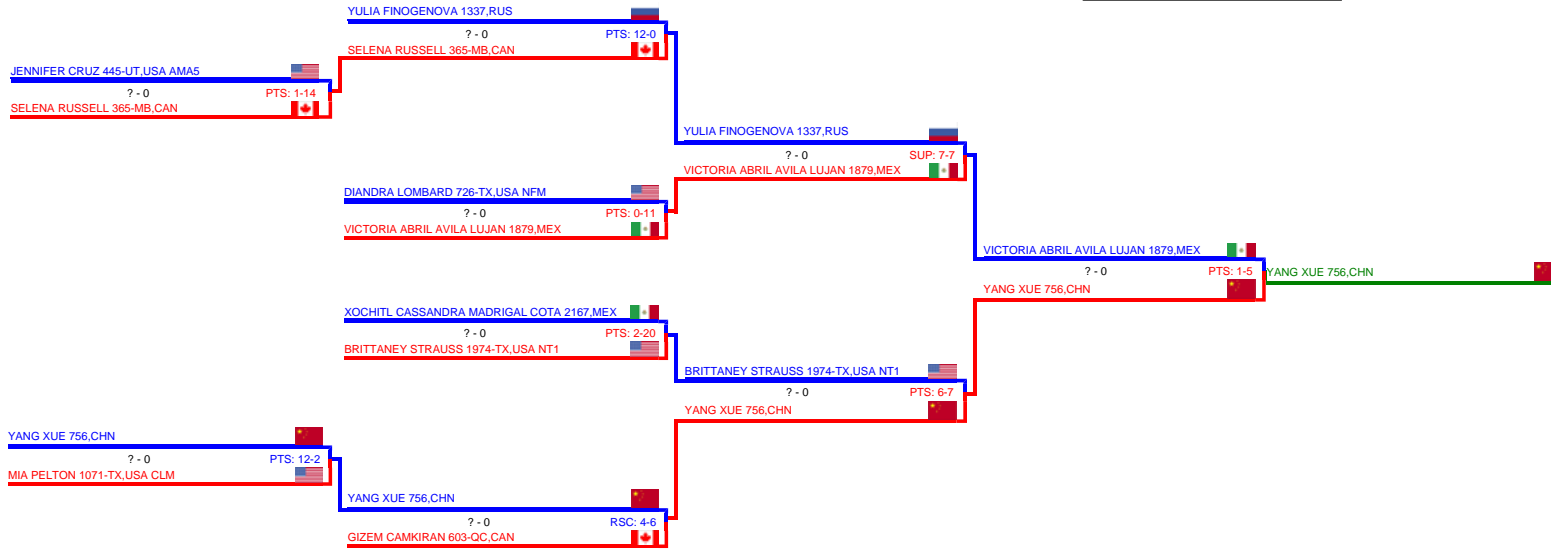 YULIA FINOGENOVA 1337,RUS
? - 0 PTS: 12-0
SELENA RUSSELL 365-MB,CAN
JENNIFER CRUZ 445-UT,USA AMA5
? - 0 PTS: 1-14
SELENA RUSSELL 365-MB,CAN
YULIA FINOGENOVA 1337,RUS
? - 0 SUP: 7-7
VICTORIA ABRIL AVILA LUJAN 1879,MEX
DIANDRA LOMBARD 726-TX,USA NFM
? - 0 PTS: 0-11
VICTORIA ABRIL AVILA LUJAN 1879,MEX
VICTORIA ABRIL AVILA LUJAN 1879,MEX
? - 0 PTS: 1-5
YANG XUE 756,CHN
YANG XUE 756,CHN
XOCHITL CASSANDRA MADRIGAL COTA 2167,MEX
? - 0 PTS: 2-20
BRITTANEY STRAUSS 1974-TX,USA NT1
BRITTANEY STRAUSS 1974-TX,USA NT1
? - 0 PTS: 6-7
YANG XUE 756,CHN
YANG XUE 756,CHN
? - 0 PTS: 12-2
MIA PELTON 1071-TX,USA CLM
YANG XUE 756,CHN
? - 0 RSC: 4-6
GIZEM CAMKIRAN 603-QC,CAN